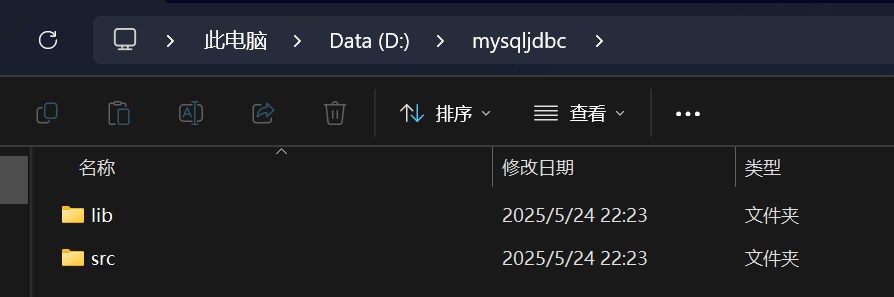 此电脑 > Data (D:) > mysqljdbc >
排序 查看
名称 修改日期 类型
lib 2025/5/24 22:23 文件夹
src 2025/5/24 22:23 文件夹